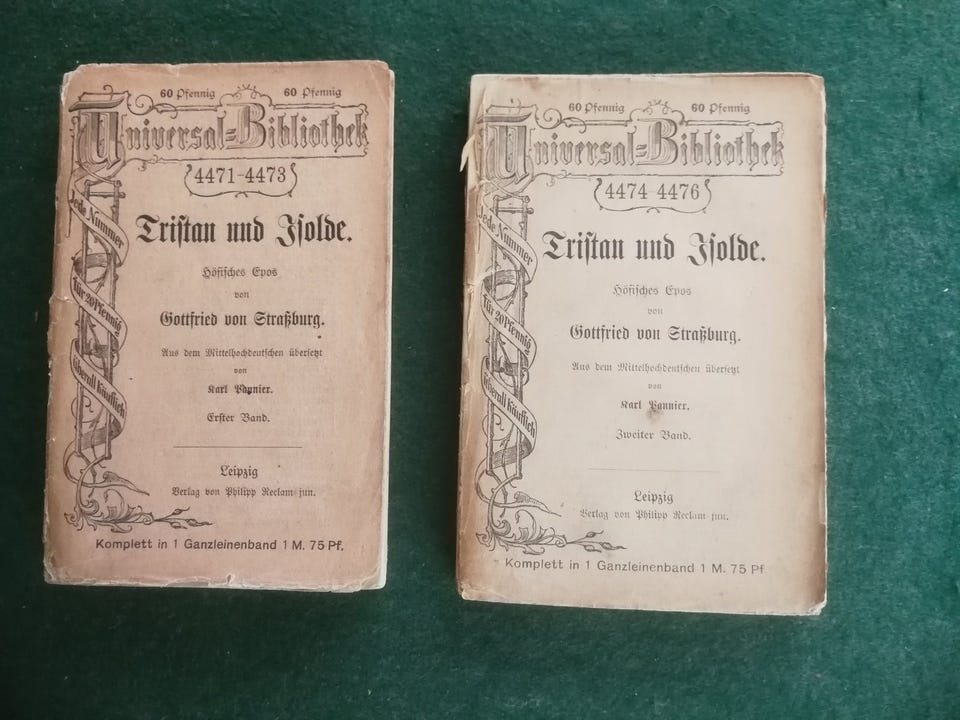 60 Pfennig 60 Pfennig
Universal=Bibliothek
4471-4473
Jede Nummer
für 20 Pfennig
überall käuflich
Tristan und Isolde.
Höfisches Epos
von
Gottfried von Straßburg.
Aus dem Mittelhochdeutschen übersetzt
von
Karl Pannier.
Erster Band.
Leipzig
Verlag von Philipp Reclam jun.
Komplett in 1 Ganzleinenband 1 M. 75 Pf.
60 Pfennig 60 Pfennig
Universal=Bibliothek
4474-4476
Jede Nummer
für 20 Pfennig
überall käuflich
Tristan und Isolde.
Höfisches Epos
von
Gottfried von Straßburg.
Aus dem Mittelhochdeutschen übersetzt
von
Karl Pannier.
Zweiter Band.
Leipzig
Verlag von Philipp Reclam jun.
Komplett in 1 Ganzleinenband 1 M. 75 Pf